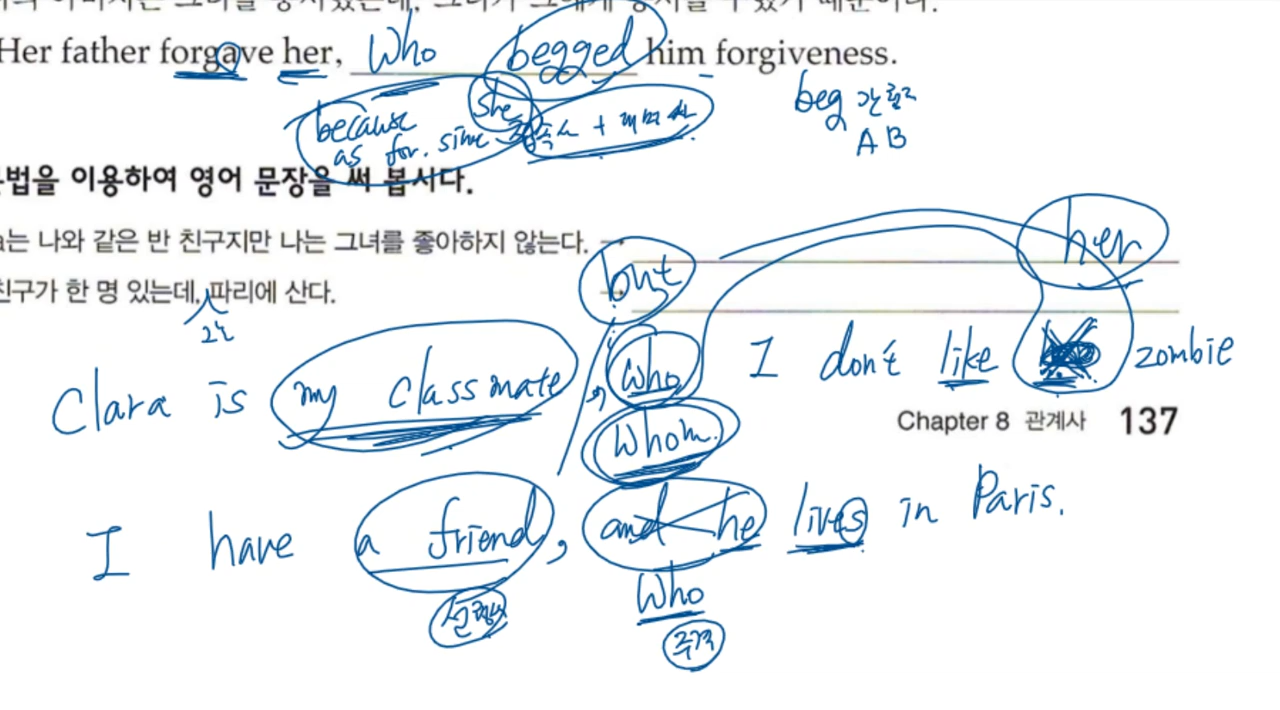 Her father forgave her, who begged him forgiveness.
because she
as for. since 접속사 + 대명사
beg 간·직
A B
법을 이용하여 영어 문장을 써 봅시다.
는 나와 같은 반 친구지만 나는 그녀를 좋아하지 않는다. →
her
but
친구가 한 명 있는데, 파리에 산다.
그는
Clara is my classmate, who I don't like zombie
whom.
Chapter 8 관계사 137
I have a friend, and he lives in Paris.
선행사 who
주격